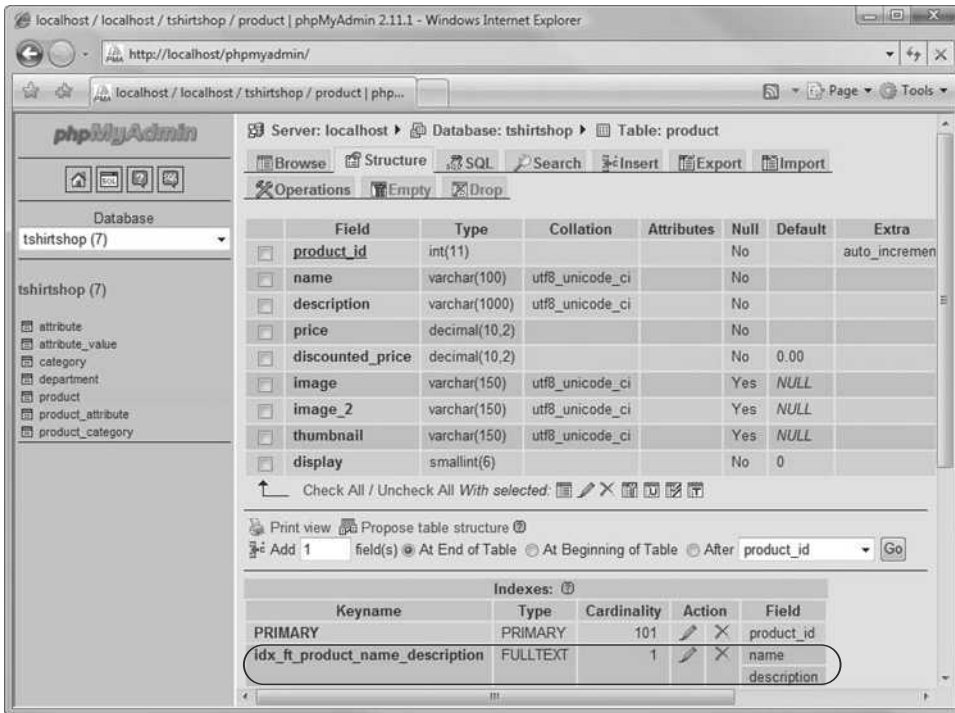 localhost / localhost / tshirtshop / product | phpMyAdmin 2.11.1 - Windows Internet Explorer
http://localhost/phpmyadmin/
localhost / localhost / tshirtshop / product | php...
Page
Tools
phpMyAdmin
Server: localhost Database: tshirtshop Table: product
Browse Structure SQL Search Insert Export Import
Operations Empty Drop
SQL
Database
tshirtshop (7)
tshirtshop (7)
attribute
attribute_value
category
department
product
product_attribute
product_category
Field Type Collation Attributes Null Default Extra
product_id int(11) No auto_incremen
name varchar(100) utf8_unicode_ci No
description varchar(1000) utf8_unicode_ci No
price decimal(10,2) No
discounted_price decimal(10,2) No 0.00
image varchar(150) utf8_unicode_ci Yes NULL
image_2 varchar(150) utf8_unicode_ci Yes NULL
thumbnail varchar(150) utf8_unicode_ci Yes NULL
display smallint(6) No 0
Check All / Uncheck All With selected:
Print view Propose table structure
Add 1 field(s) At End of Table At Beginning of Table After product_id Go
Indexes:
Keyname Type Cardinality Action Field
PRIMARY PRIMARY 101 product_id
idx_ft_product_name_description FULLTEXT 1 name
description